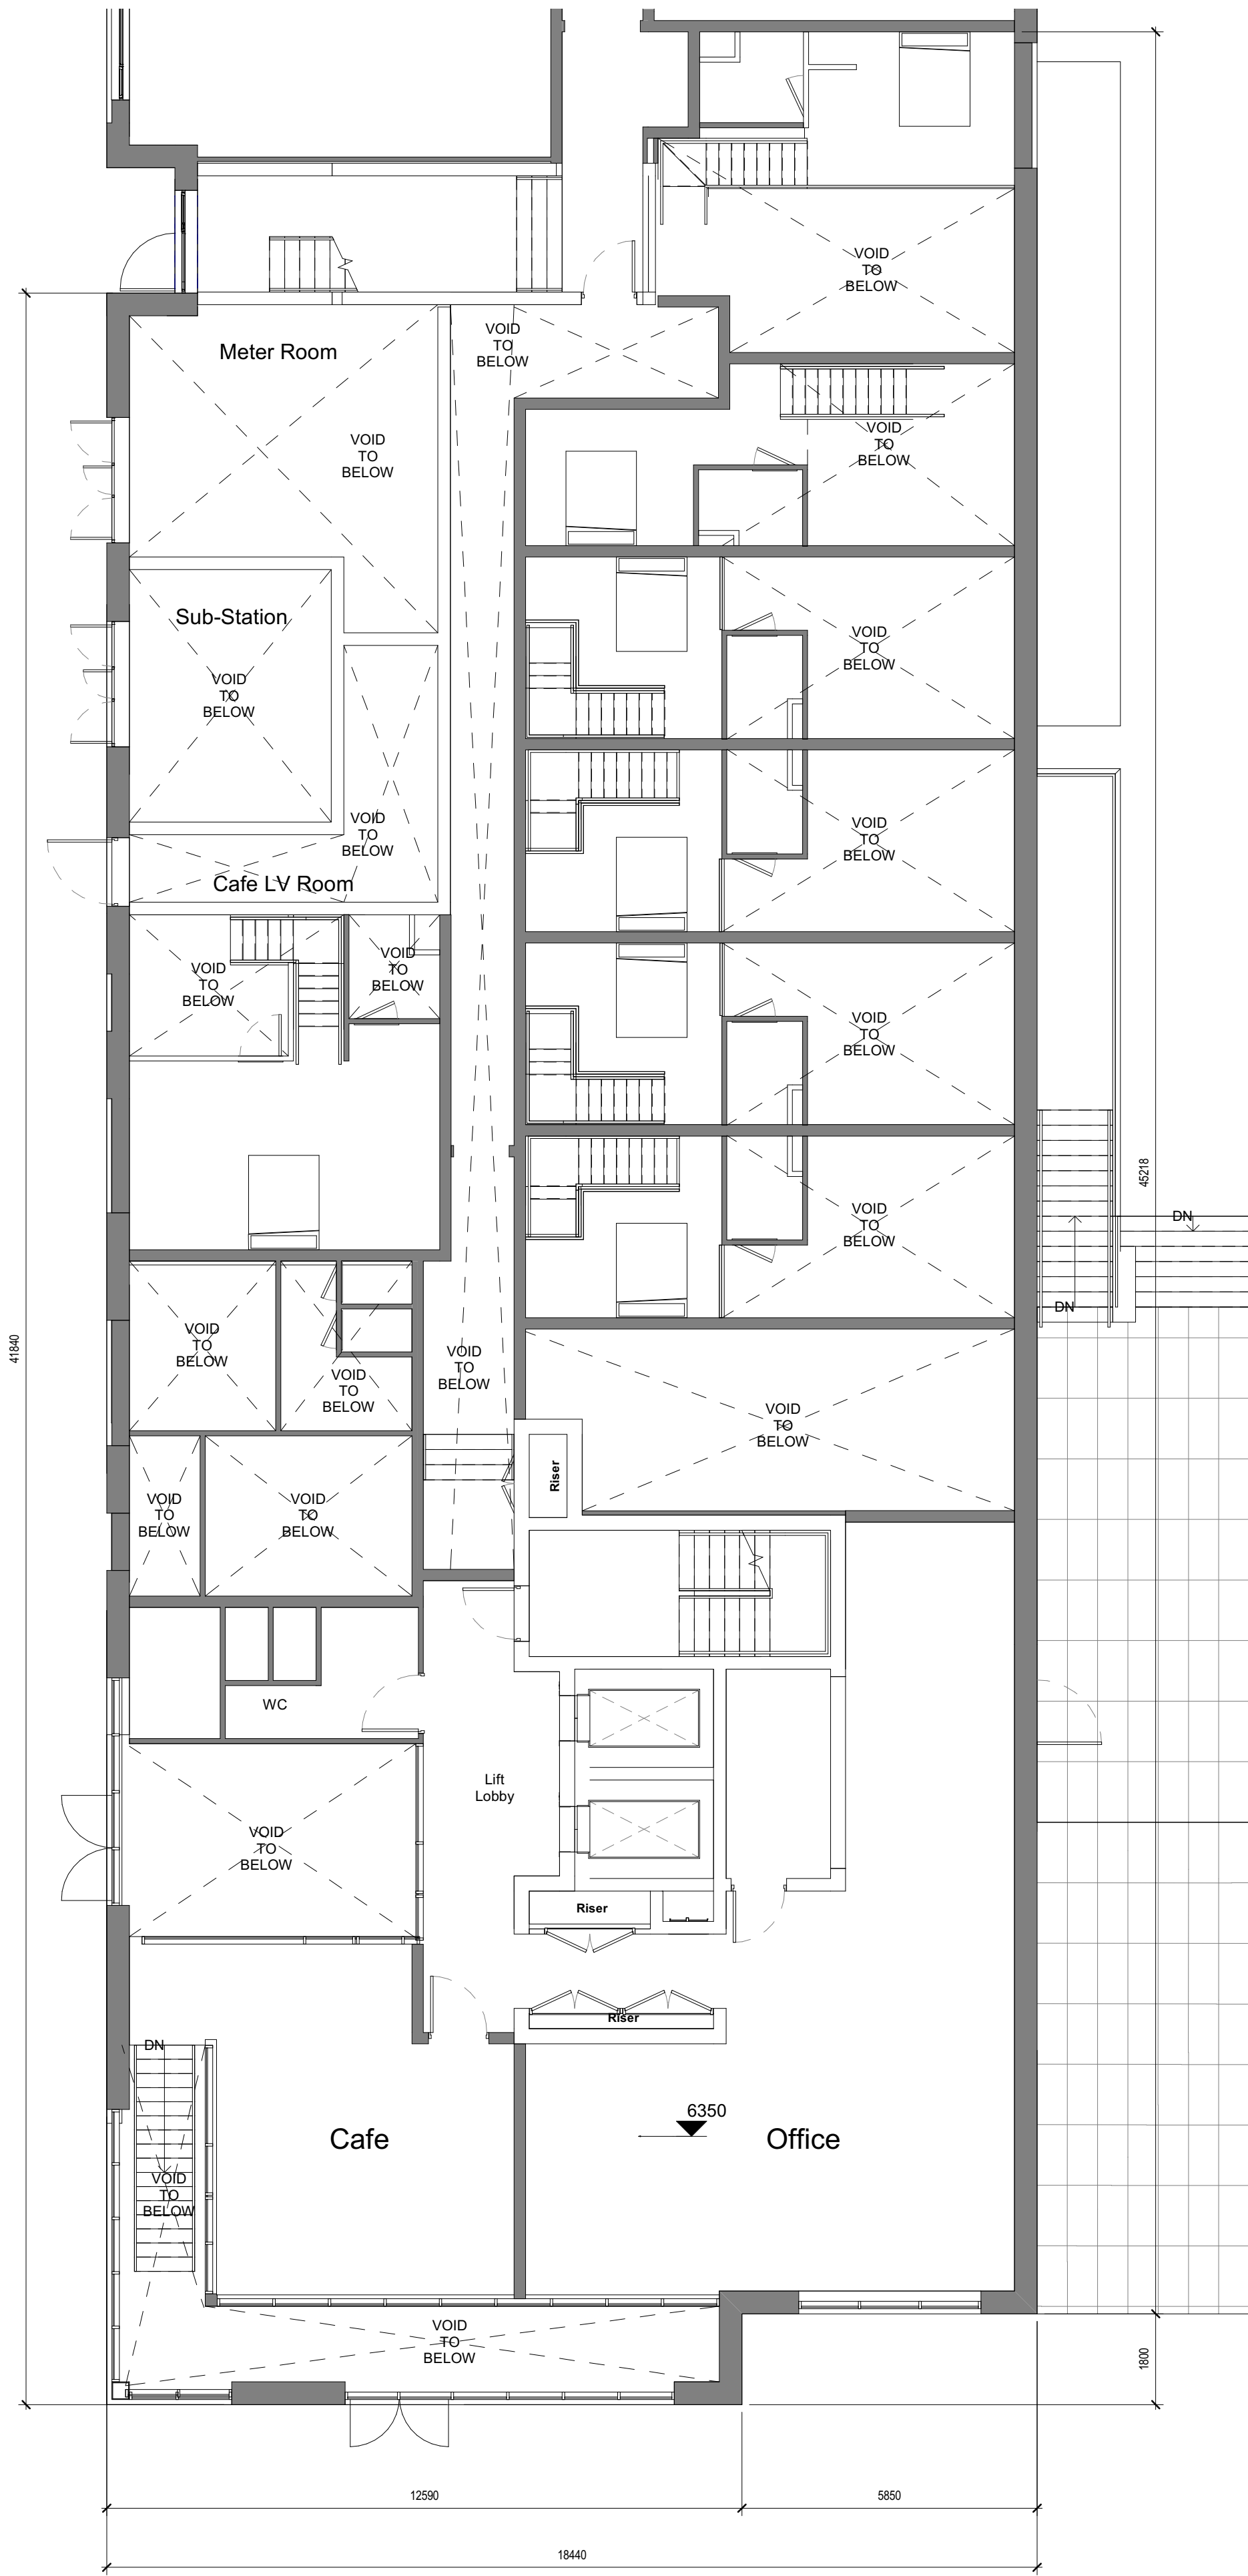 VOID
TO
BELOW
Meter Room
VOID
TO
BELOW
VOID
TO
BELOW
VOID
TO
BELOW
Sub-Station
VOID
TO
BELOW
VOID
TO
BELOW
VOID
TO
BELOW
VOID
TO
BELOW
Cafe LV Room
VOID
TO
BELOW
VOID
TO
BELOW
VOID
TO
BELOW
45218
VOID
TO
BELOW
DN
DN
41840
VOID
TO
BELOW
VOID
TO
BELOW
VOID
TO
BELOW
VOID
TO
BELOW
Riser
VOID
TO
BELOW
VOID
TO
BELOW
WC
Lift
Lobby
VOID
TO
BELOW
Riser
Riser
DN
6350
Cafe
Office
VOID
TO
BELOW
VOID
TO
BELOW
1800
12590
5850
18440